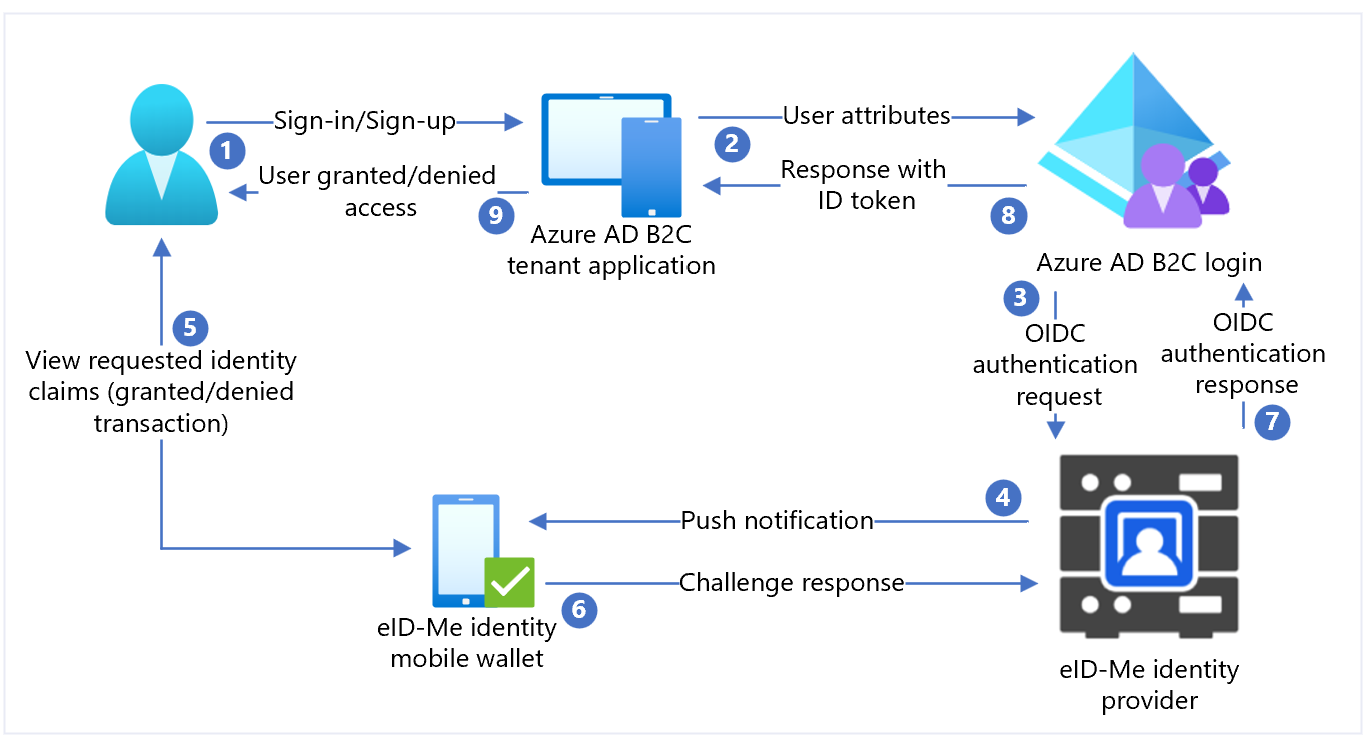 Sign-in/Sign-up
1
User granted/denied
access
9
Azure AD B2C
tenant application
User attributes
2
Response with
ID token
8
Azure AD B2C login
3
OIDC
authentication
request
OIDC
authentication
response
7
5
View requested identity
claims (granted/denied
transaction)
4
Push notification
Challenge response
6
eID-Me identity
mobile wallet
eID-Me identity
provider